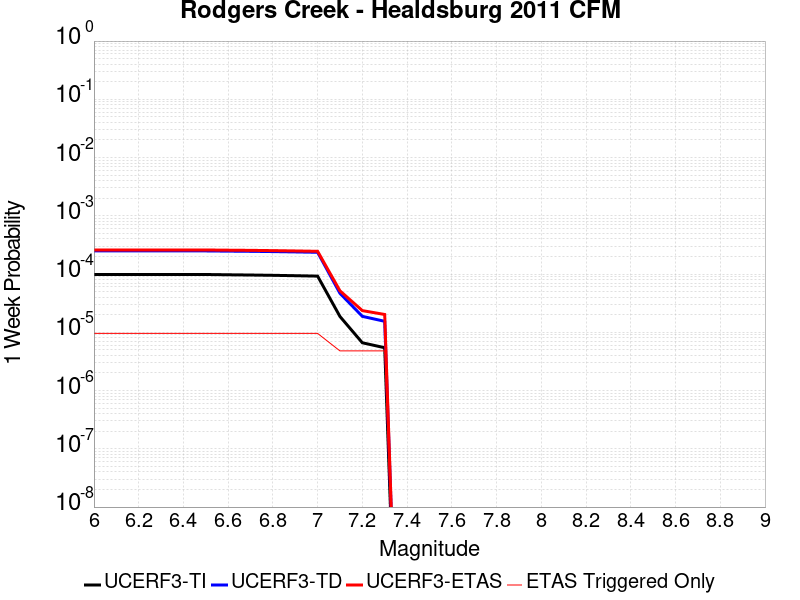 Rodgers Creek - Healdsburg 2011 CFM
10^0
10^-1
10^-2
10^-3
10^-4
10^-5
10^-6
10^-7
10^-8
1 Week Probability
6 6.2 6.4 6.6 6.8 7 7.2 7.4 7.6 7.8 8 8.2 8.4 8.6 8.8 9
Magnitude
UCERF3-TI UCERF3-TD UCERF3-ETAS ETAS Triggered Only